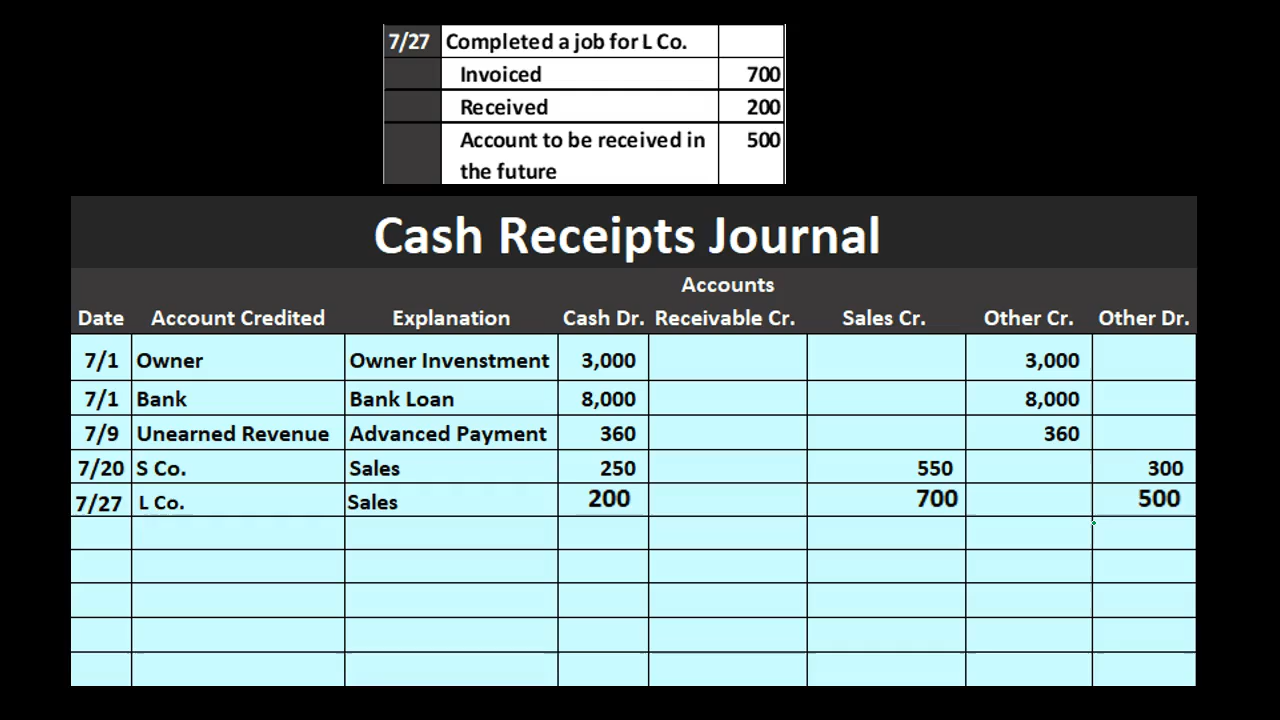 7/27 Completed a job for L Co.
Invoiced 700
Received 200
Account to be received in 500
the future
Cash Receipts Journal
Accounts
Date Account Credited Explanation Cash Dr. Receivable Cr. Sales Cr. Other Cr. Other Dr.
7/1 Owner Owner Invenstment 3,000 3,000
7/1 Bank Bank Loan 8,000 8,000
7/9 Unearned Revenue Advanced Payment 360 360
7/20 S Co. Sales 250 550 300
7/27 L Co. Sales 200 700 500